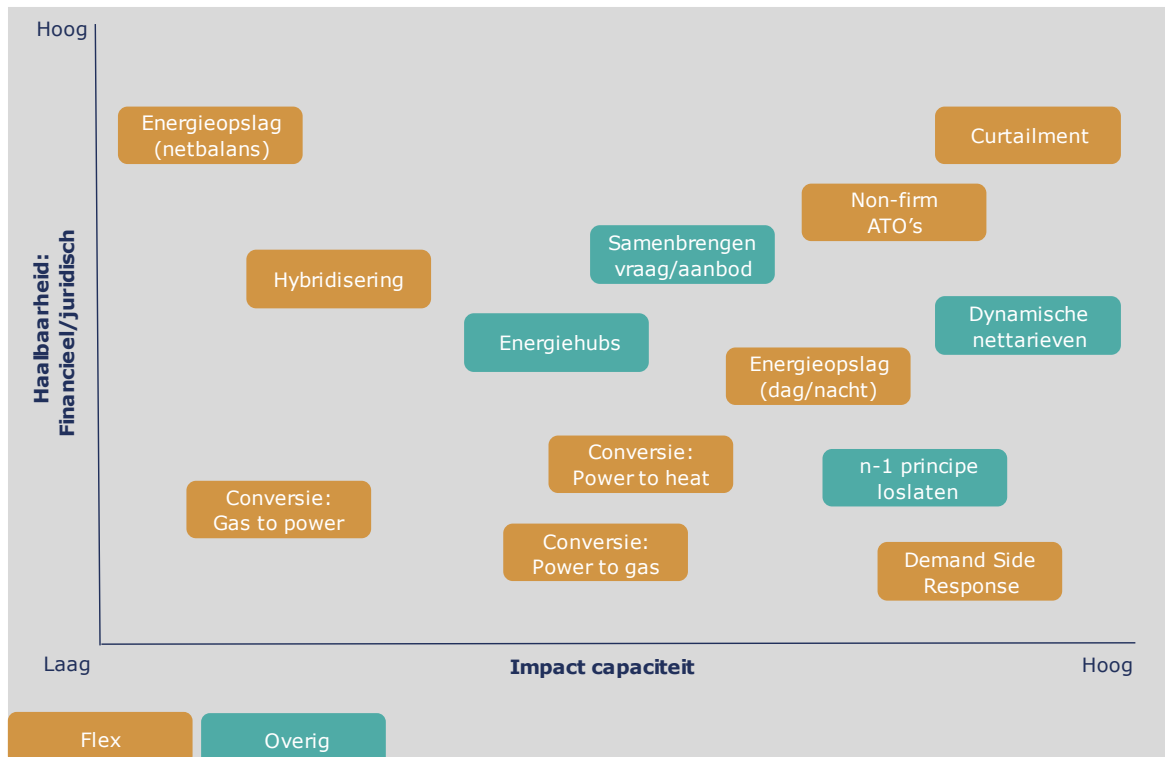 Hoog
Energieopslag
(netbalans)
Curtailment
Non-firm
ATO's
Samenbrengen
vraag/aanbod
Hybridisering
Dynamische
nettarieven
Energiehubs
Energieopslag
(dag/nacht)
Haalbaarheid:
Financieel/juridisch
Conversie:
Power to heat
n-1 principe
loslaten
Conversie:
Gas to power
Conversie:
Power to gas
Demand Side
Response
Laag
Impact capaciteit
Hoog
Flex
Overig